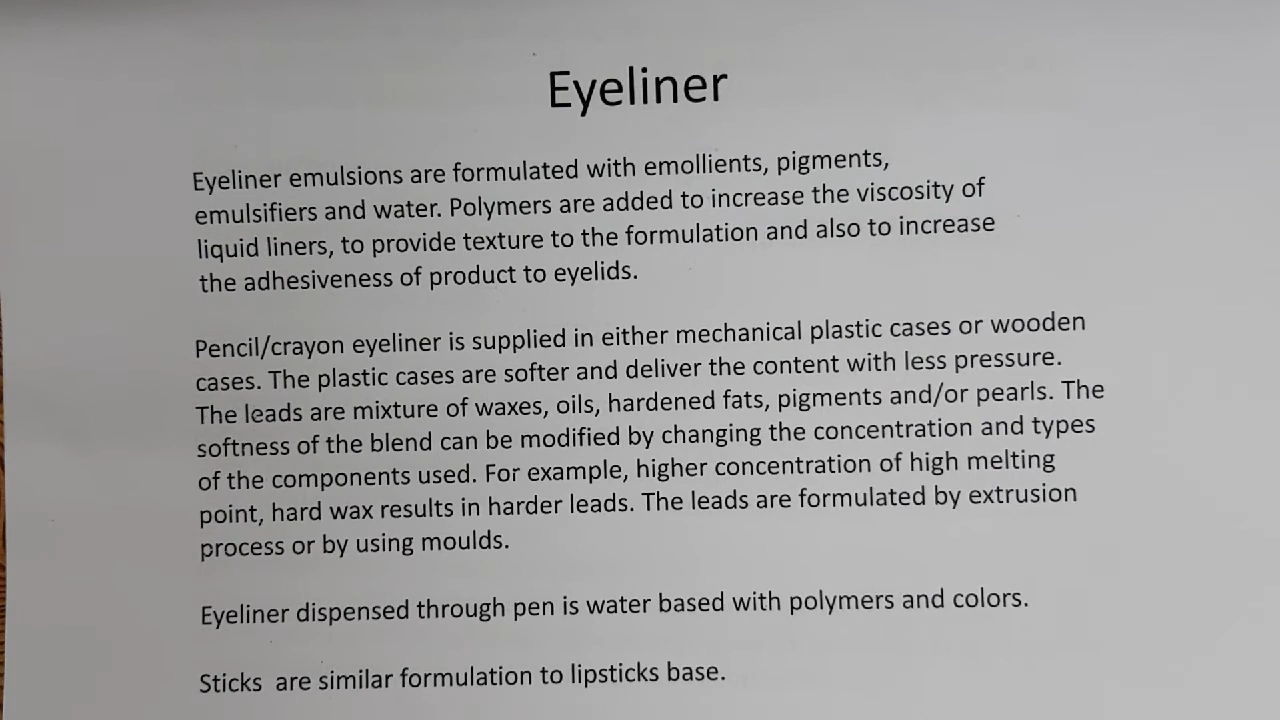 Eyeliner
Eyeliner emulsions are formulated with emollients, pigments,
emulsifiers and water. Polymers are added to increase the viscosity of
liquid liners, to provide texture to the formulation and also to increase
the adhesiveness of product to eyelids.
Pencil/crayon eyeliner is supplied in either mechanical plastic cases or wooden
cases. The plastic cases are softer and deliver the content with less pressure.
The leads are mixture of waxes, oils, hardened fats, pigments and/or pearls. The
softness of the blend can be modified by changing the concentration and types
of the components used. For example, higher concentration of high melting
point, hard wax results in harder leads. The leads are formulated by extrusion
process or by using moulds.
Eyeliner dispensed through pen is water based with polymers and colors.
Sticks  are similar formulation to lipsticks base.